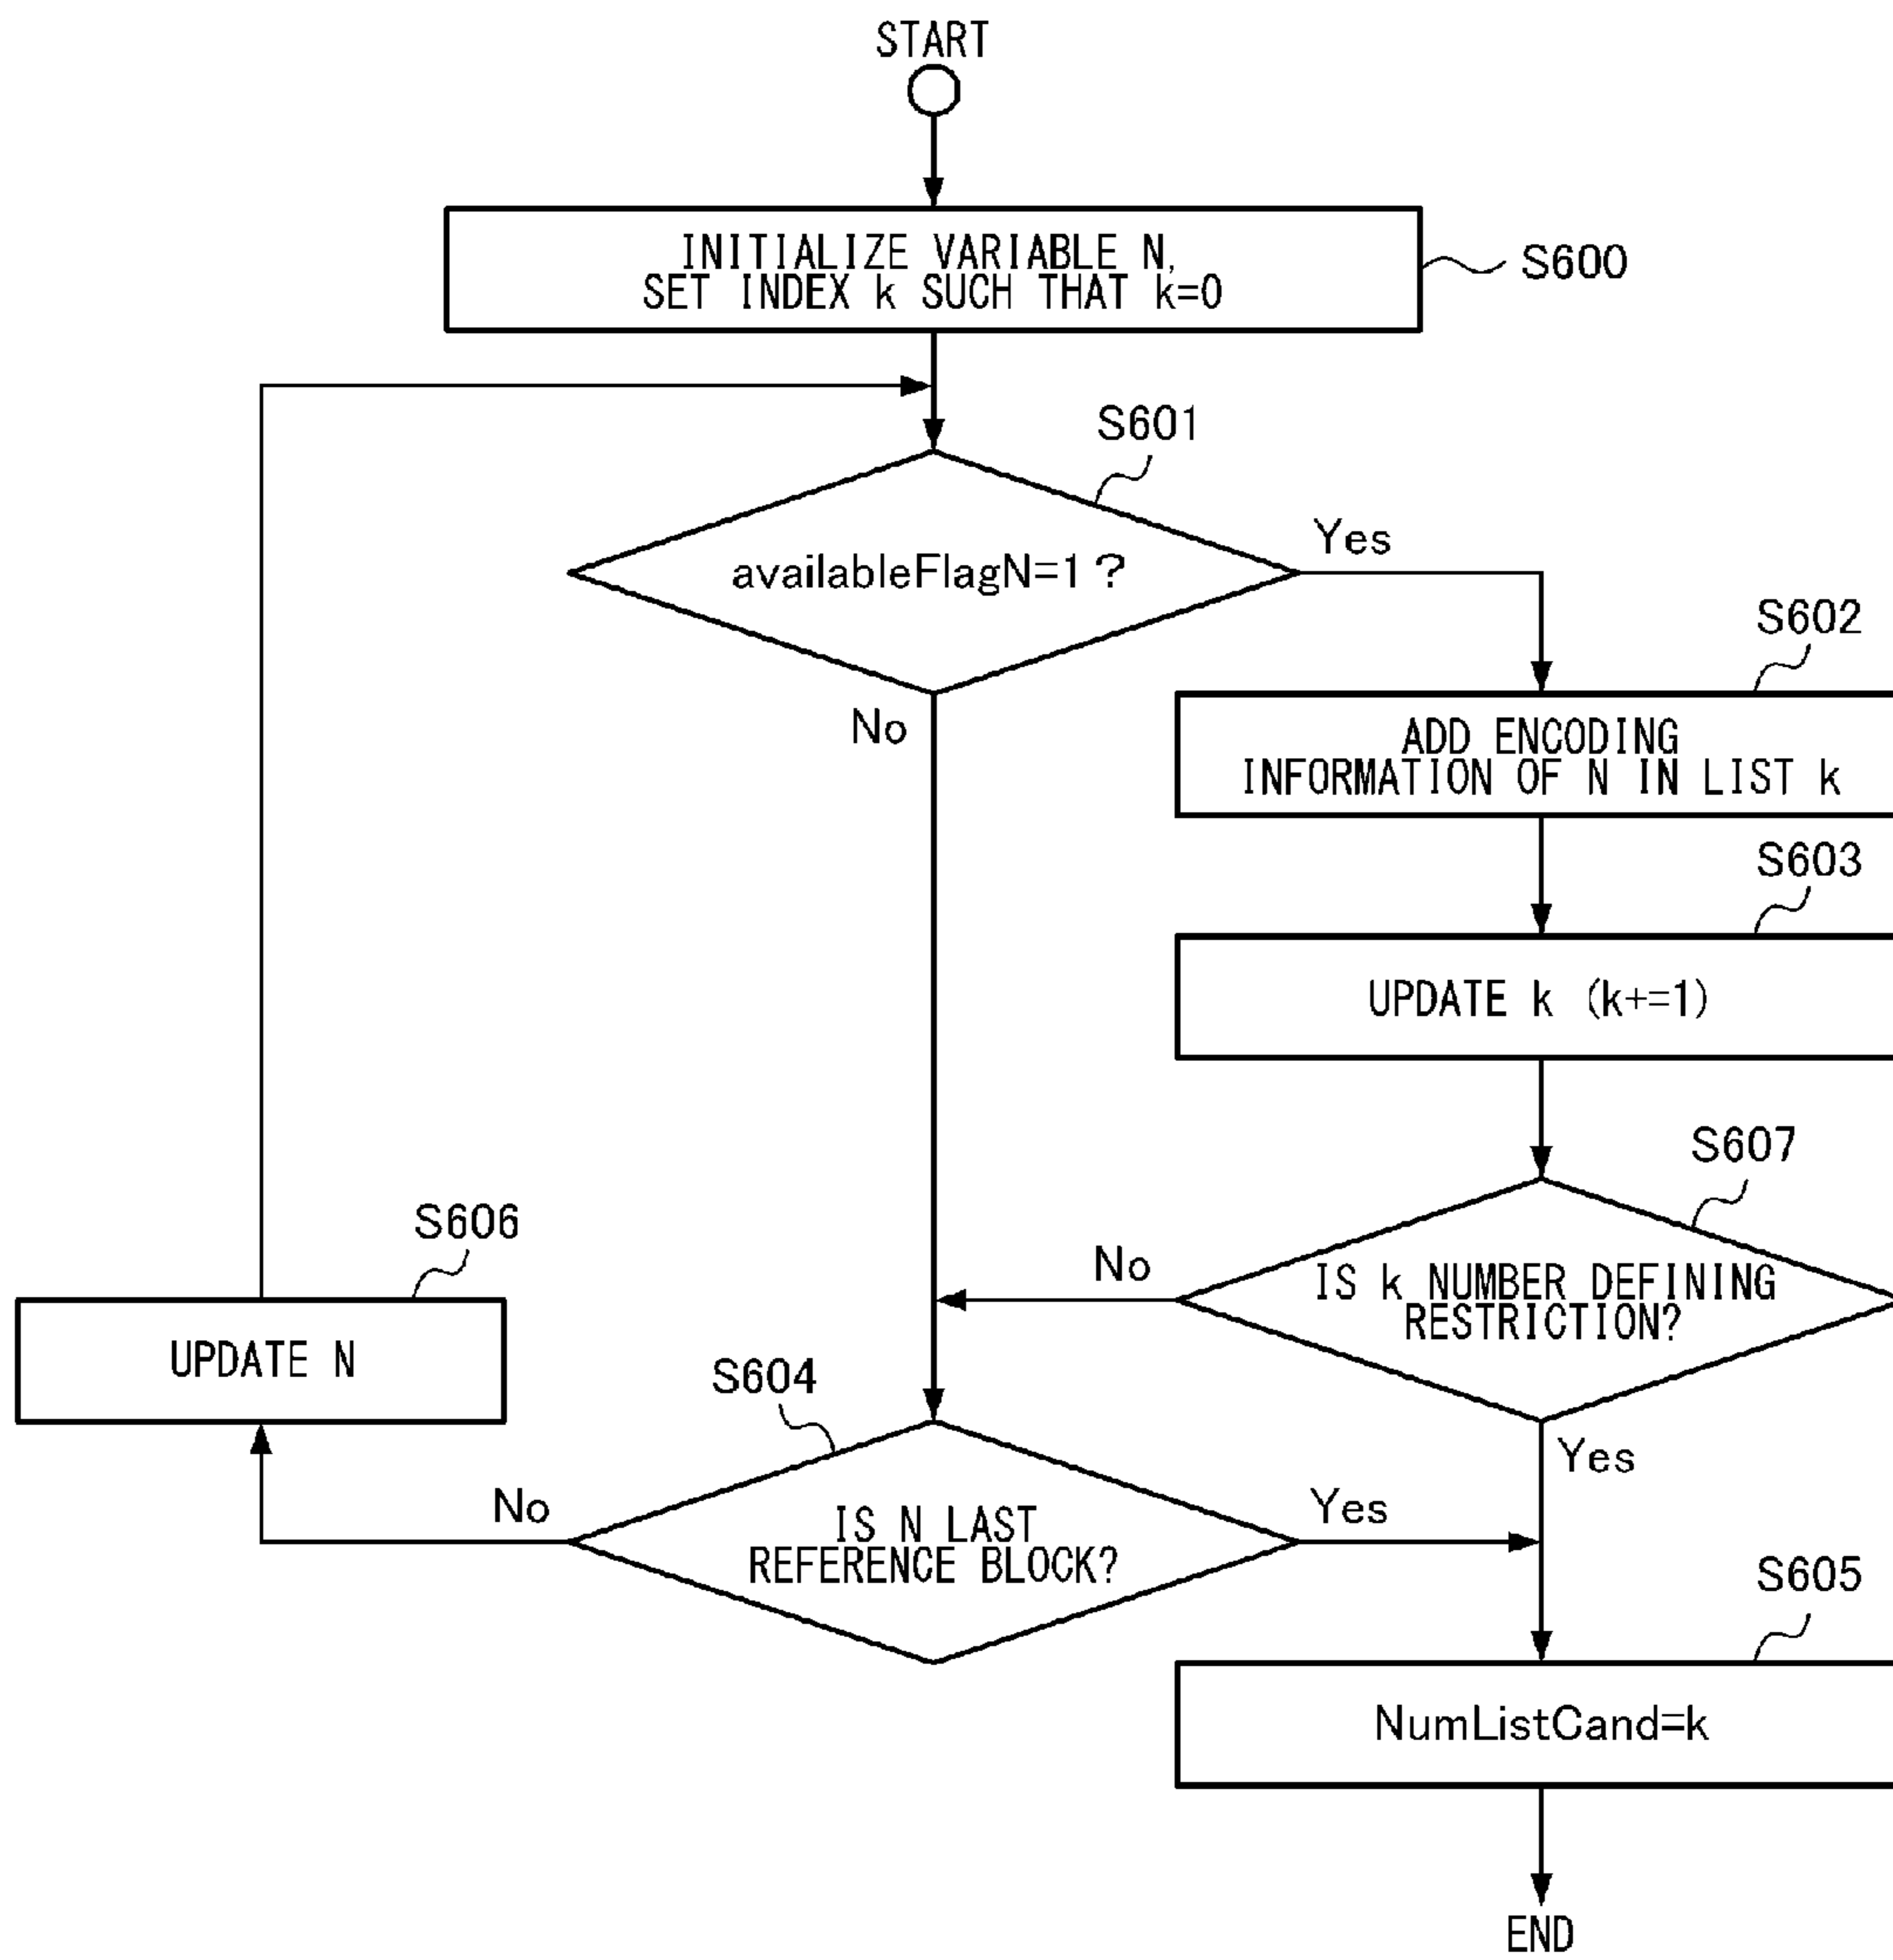 START
INITIALIZE VARIABLE N,
SET INDEX k SUCH THAT k=0
S600
S601
availableFlagN=1?
Yes
No
S602
ADD ENCODING
INFORMATION OF N IN LIST k
S603
UPDATE k (k+=1)
S607
IS k NUMBER DEFINING
RESTRICTION?
No
Yes
S606
UPDATE N
S604
IS N LAST
REFERENCE BLOCK?
No
Yes
S605
NumListCand=k
END